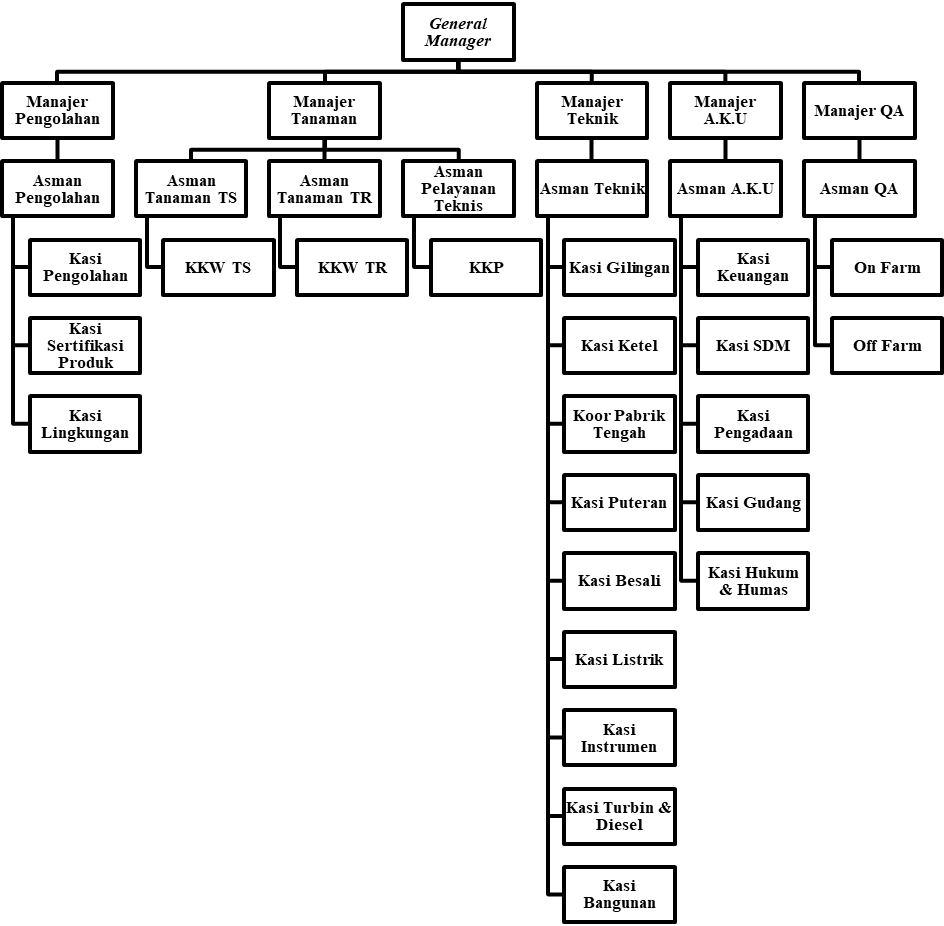 General
Manager
Manajer
Pengolahan
Manajer
Tanaman
Manajer
Teknik
Manajer
A.K.U
Manajer QA
Asman
Pengolahan
Asman
Tanaman TS
Asman
Tanaman TR
Asman
Pelayanan
Teknis
Asman Teknik
Asman A.K.U
Asman QA
Kasi
Pengolahan
KKW TS
KKW TR
KKP
Kasi Gilingan
Kasi
Keuangan
On Farm
Kasi
Sertifikasi
Produk
Kasi Ketel
Kasi SDM
Off Farm
Kasi
Lingkungan
Koor Pabrik
Tengah
Kasi
Pengadaan
Kasi Puteran
Kasi Gudang
Kasi Besali
Kasi Hukum
& Humas
Kasi Listrik
Kasi
Instrumen
Kasi Turbin &
Diesel
Kasi
Bangunan